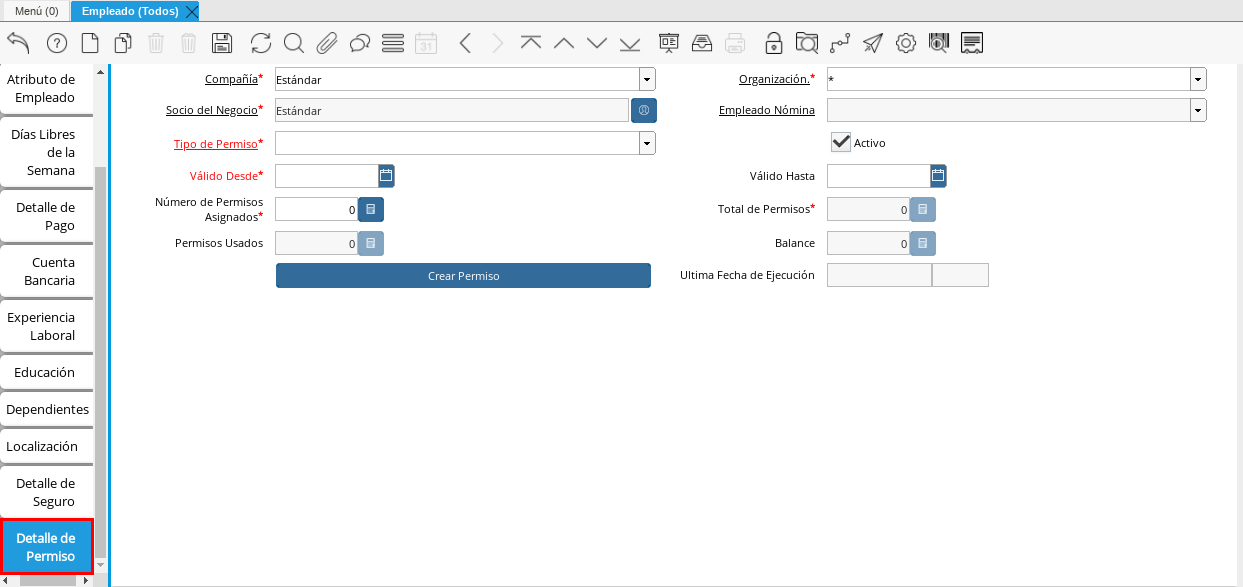 Menú (0)
Empleado (Todos)
31
Atributo de
Empleado
Días Libres
de la
Semana
Detalle de
Pago
Cuenta
Bancaria
Experiencia
Laboral
Educación
Dependientes
Localización
Detalle de
Seguro
Detalle de
Permiso
Compañía* Estándar
Organización.* *
Socio del Negocio* Estándar
Empleado Nómina
Tipo de Permiso*
Activo
Válido Desde*
Válido Hasta
Número de Permisos
Asignados* 0
Total de Permisos* 0
Permisos Usados 0
Balance 0
Crear Permiso
Ultima Fecha de Ejecución